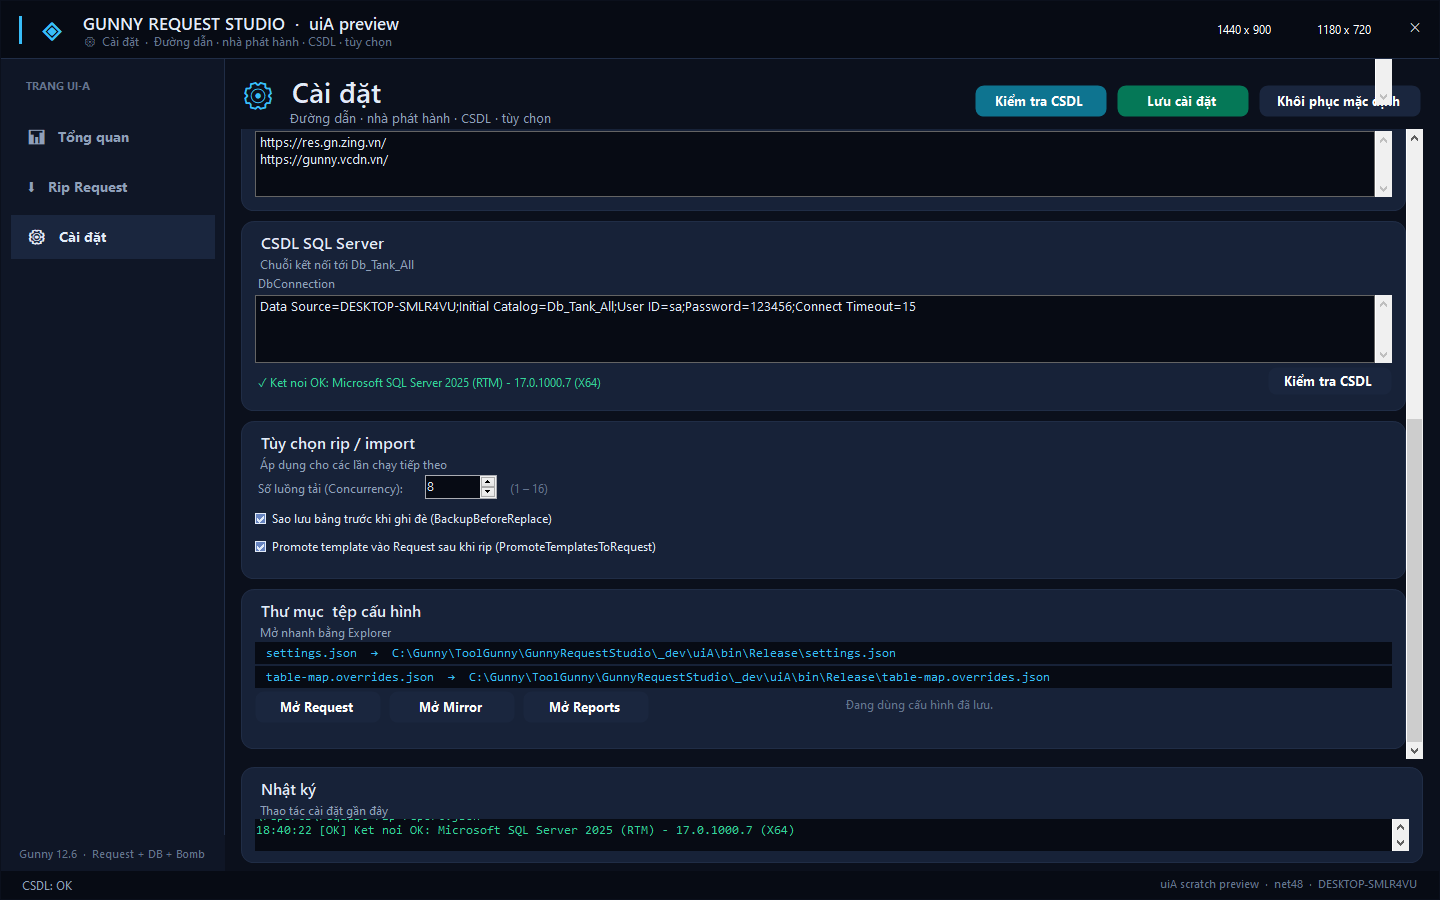 GUNNY REQUEST STUDIO · uiA preview
Cài đặt · Đường dẫn · nhà phát hành · CSDL · tùy chọn
1440 x 900
1180 x 720
TRANG UI-A
Tổng quan
Rip Request
Cài đặt
Cài đặt
Đường dẫn · nhà phát hành · CSDL · tùy chọn
Kiểm tra CSDL
Lưu cài đặt
Khôi phục mặc định
https://res.gn.zing.vn/
https://gunny.vcdn.vn/
CSDL SQL Server
Chuỗi kết nối tới Db_Tank_All
DbConnection
Data Source=DESKTOP-SMLR4VU;Initial Catalog=Db_Tank_All;User ID=sa;Password=123456;Connect Timeout=15
✓ Ket noi OK: Microsoft SQL Server 2025 (RTM) - 17.0.1000.7 (X64)
Kiểm tra CSDL
Tùy chọn rip / import
Áp dụng cho các lần chạy tiếp theo
Số luồng tải (Concurrency):
8
(1 – 16)
Sao lưu bảng trước khi ghi đè (BackupBeforeReplace)
Promote template vào Request sau khi rip (PromoteTemplatesToRequest)
Thư mục tệp cấu hình
Mở nhanh bằng Explorer
settings.json → C:\Gunny\ToolGunny\GunnyRequestStudio\_dev\uiA\bin\Release\settings.json
table-map.overrides.json → C:\Gunny\ToolGunny\GunnyRequestStudio\_dev\uiA\bin\Release\table-map.overrides.json
Mở Request
Mở Mirror
Mở Reports
Đang dùng cấu hình đã lưu.
Nhật ký
Thao tác cài đặt gần đây
18:40:22 [OK] Ket noi OK: Microsoft SQL Server 2025 (RTM) - 17.0.1000.7 (X64)
Gunny 12.6 · Request + DB + Bomb
CSDL: OK
uiA scratch preview · net48 · DESKTOP-SMLR4VU